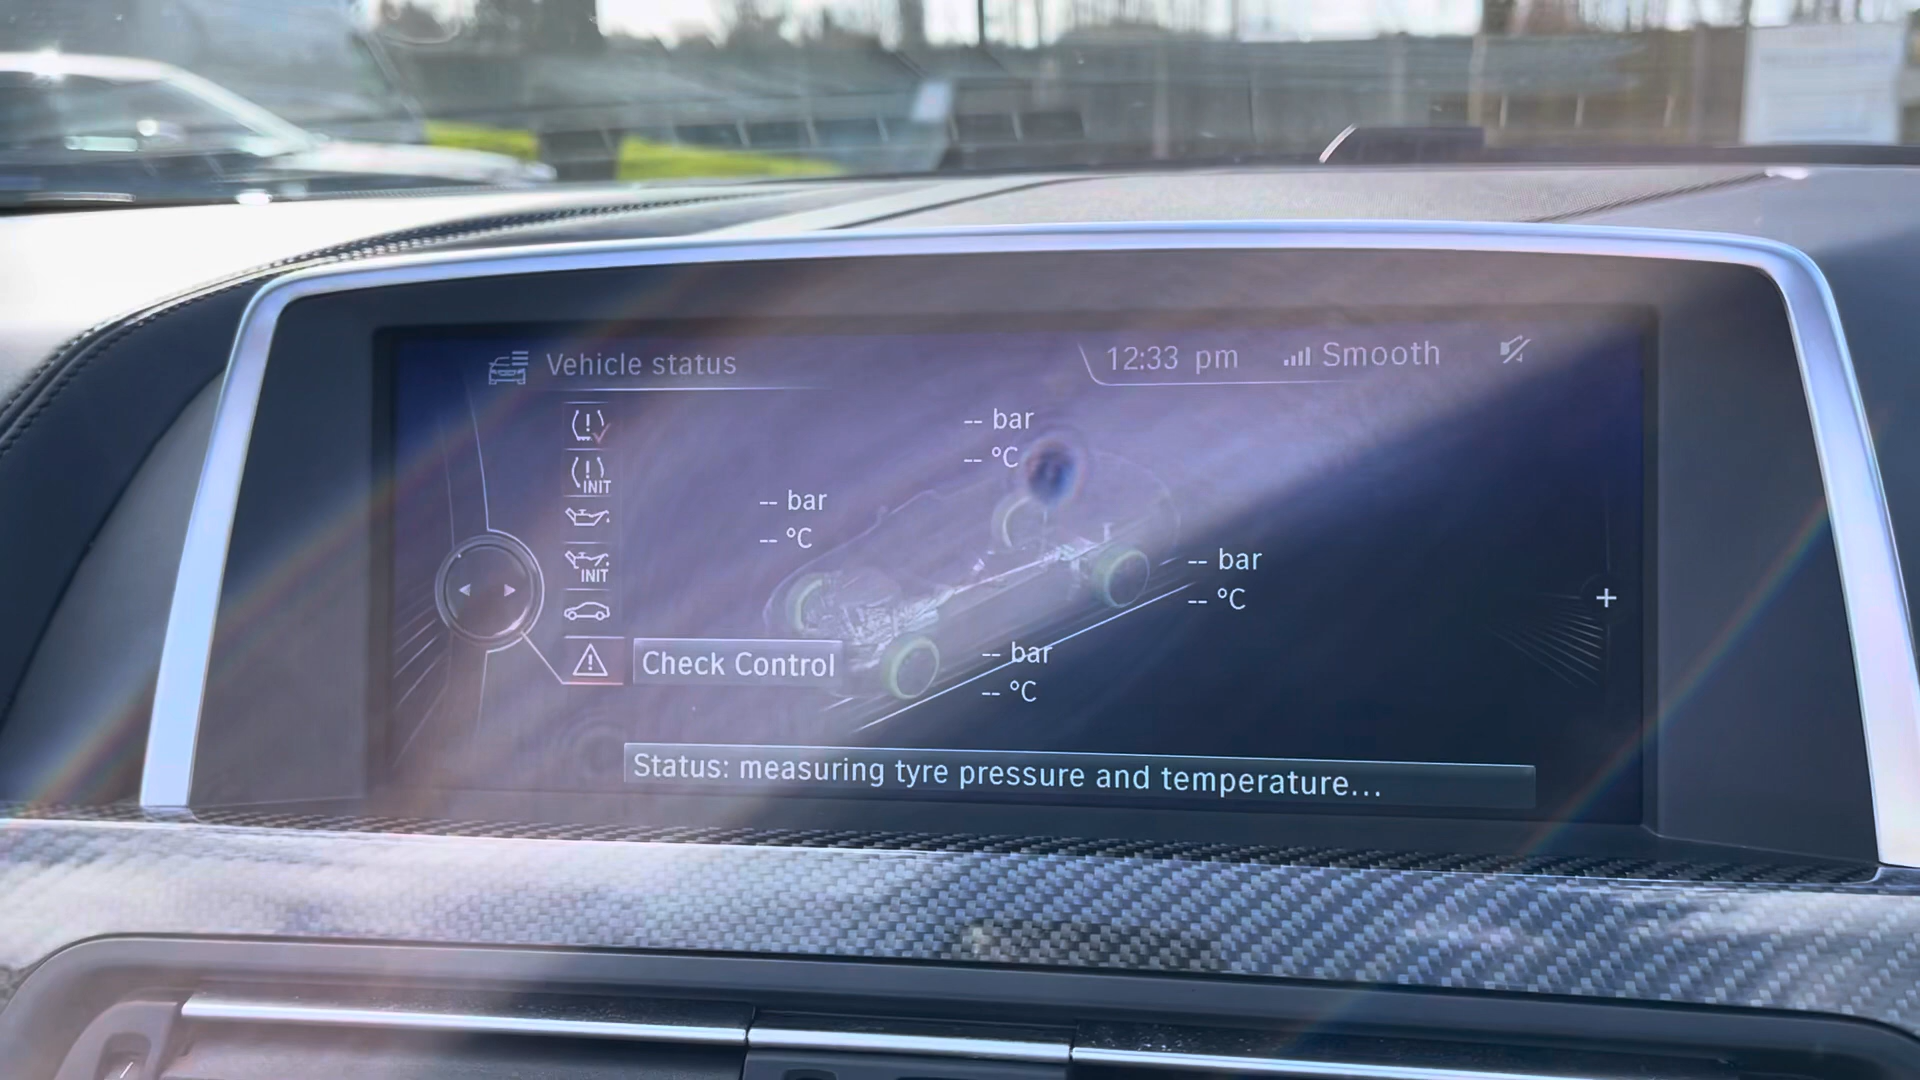 Vehicle status
12:33 pm
Smooth
-- bar
-- °C
-- bar
-- °C
INIT
-- bar
-- °C
INIT
Check Control
-- bar
-- °C
Status: measuring tyre pressure and temperature...